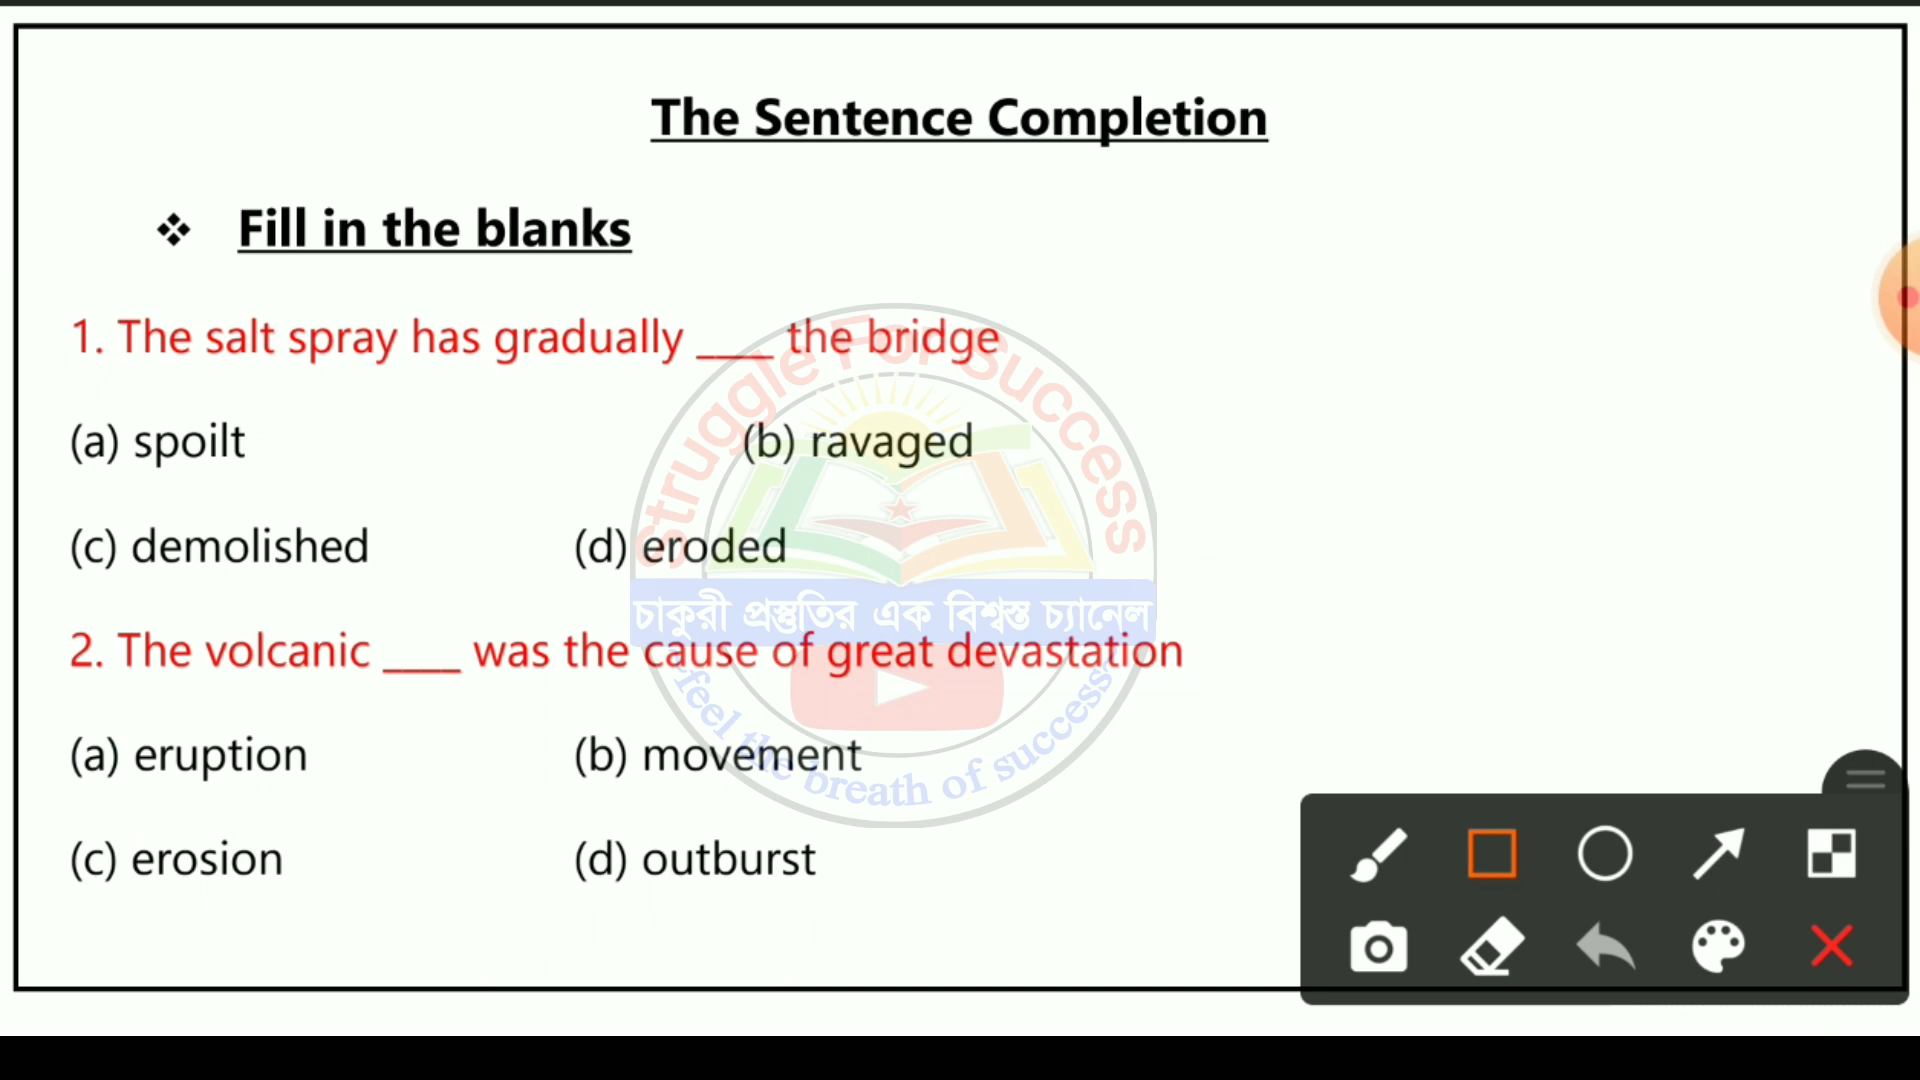 The Sentence Completion
❖ Fill in the blanks
1. The salt spray has gradually ____ the bridge
(a) spoilt (b) ravaged
(c) demolished (d) eroded
2. The volcanic ____ was the cause of great devastation
(a) eruption (b) movement
(c) erosion (d) outburst
Struggle For Success
চাকুরী প্রস্তুতির এক বিশ্বস্ত চ্যানেল
feel the breath of success